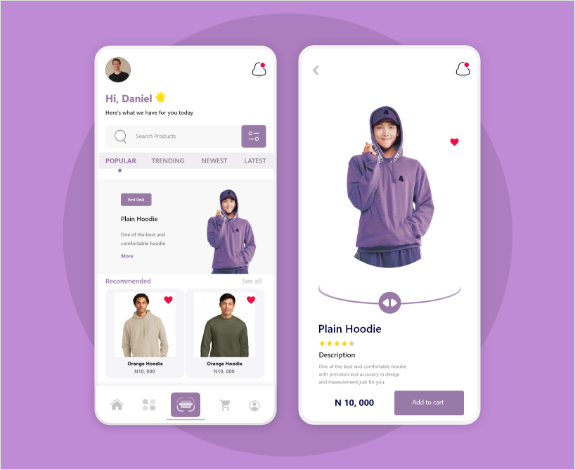 Hi, Daniel
Here's what we have for you today
Search Products
POPULAR TRENDING NEWEST LATEST
Best Deal
Plain Hoodie
One of the best and
comfortable hoodie
More
Recommended See all
Orange Hoodie
N10, 000
Orange Hoodie
N10, 000
4
Plain Hoodie
Description
One of the best and comfortable hoodie
with precision and accuracy in design
and measurement just for you.
N 10, 000
Add to cart